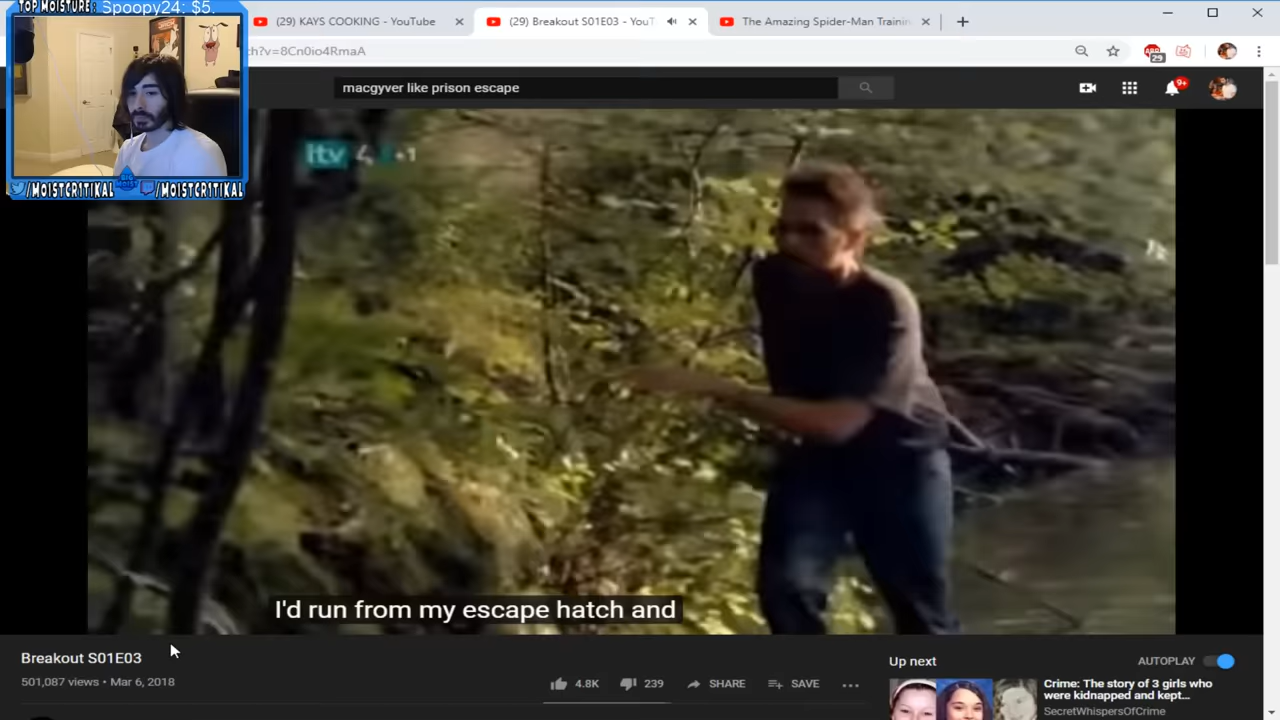 TOP MOISTURE: Spoopy24: $5.
(29) KAYS COOKING - YouTube
(29) Breakout S01E03 - YouT
The Amazing Spider-Man Trainin
ch?v=8Cn0io4RmaA
29
macgyver like prison escape
9+
itv 4 +1
/MOISTCR1TIKAL /MOISTCR1TIKAL
I'd run from my escape hatch and
Breakout S01E03
501,087 views • Mar 6, 2018
4.8K 239 SHARE SAVE
Up next
AUTOPLAY
Crime: The story of 3 girls who
were kidnapped and kept...
SecretWhispersOfCrime